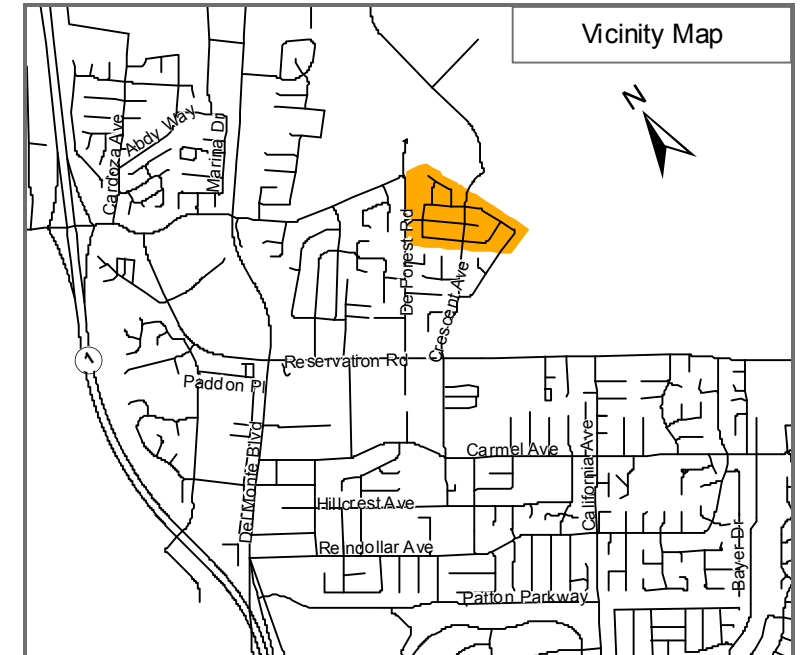 Vicinity Map
N
Cardoza Ave
Abdy Way
Marina Dr
De Forest Rd
Crescent Ave
1
Reservation Rd
Paddon Pl
Del Monte Blvd
Carmel Ave
California Ave
Hillcrest Ave
Reindollar Ave
Bayer Dr
Patton Parkway